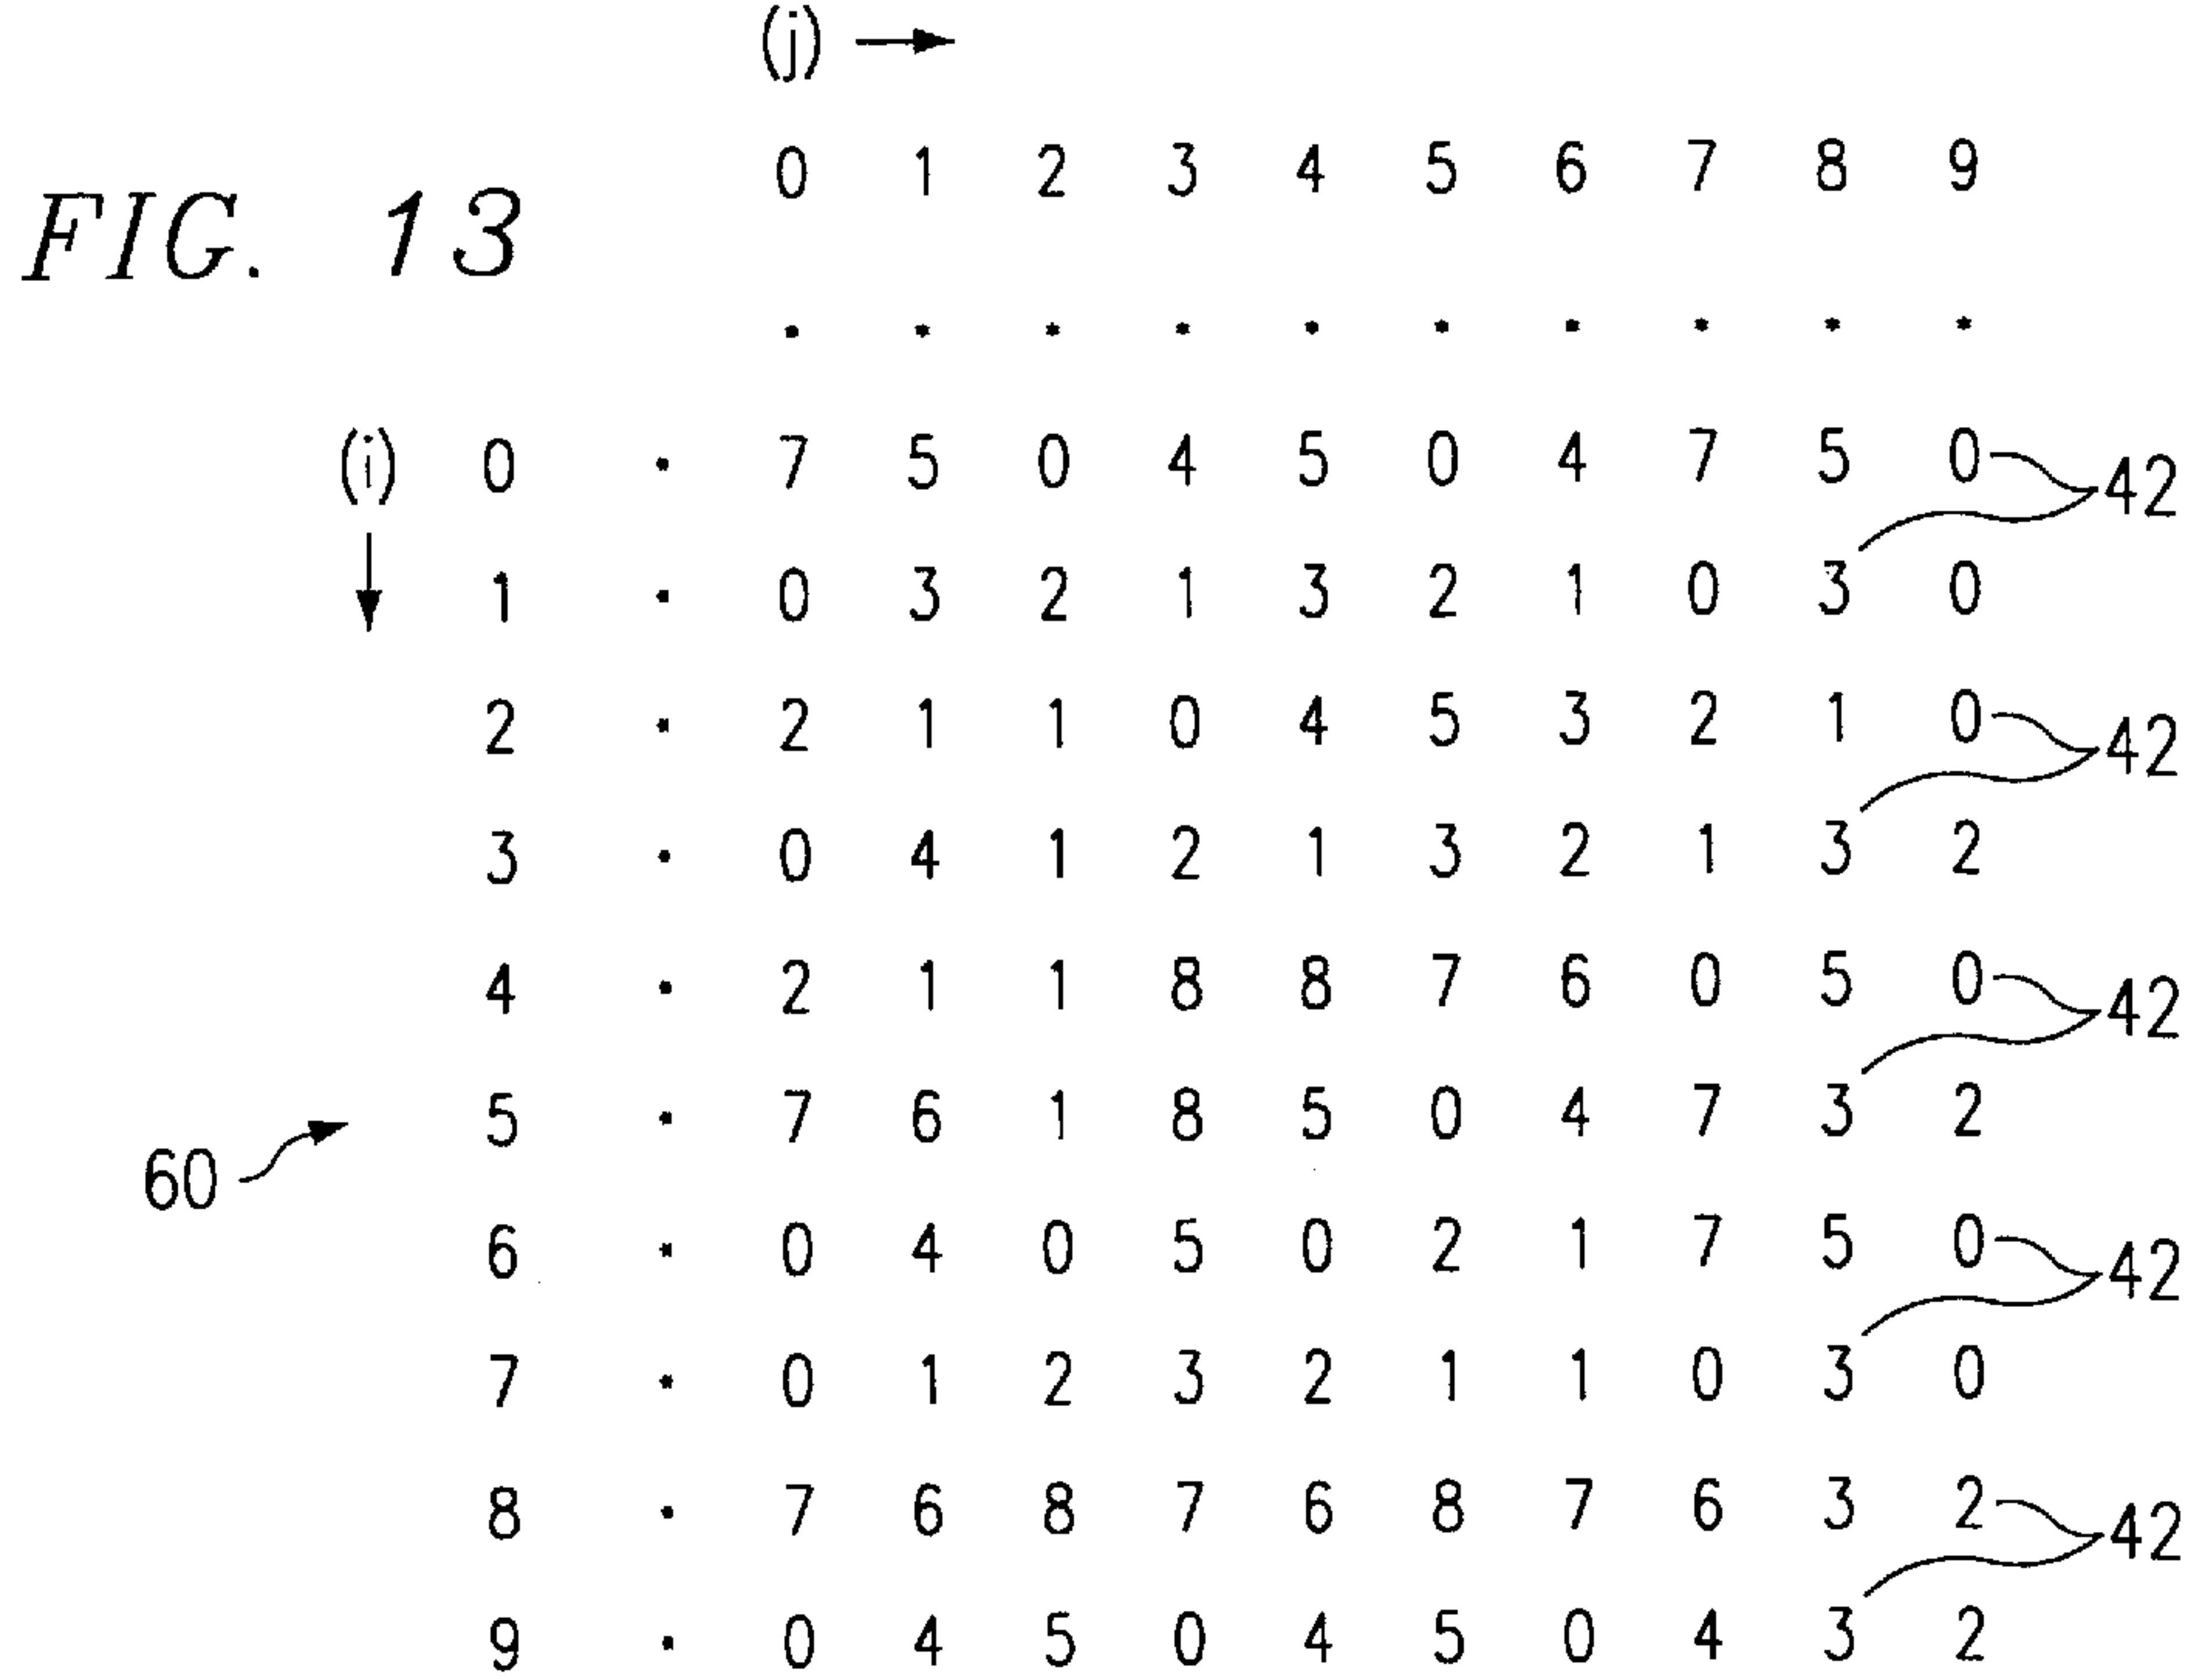 (j)
0 1 2 3 4 5 6 7 8 9
FIG. 13
. . . . . . . . . .
(i) 0 . 7 5 0 4 5 0 4 7 5 0 42
1 . 0 3 2 1 3 2 1 0 3 0
2 . 2 1 1 0 4 5 3 2 1 0 42
3 . 0 4 1 2 1 3 2 1 3 2
4 . 2 1 1 8 8 7 6 0 5 0 42
5 . 7 6 1 8 5 0 4 7 3 2
60
6 . 0 4 0 5 0 2 1 7 5 0 42
7 . 0 1 2 3 2 1 1 0 3 0
8 . 7 6 8 7 6 8 7 6 3 2 42
9 . 0 4 5 0 4 5 0 4 3 2